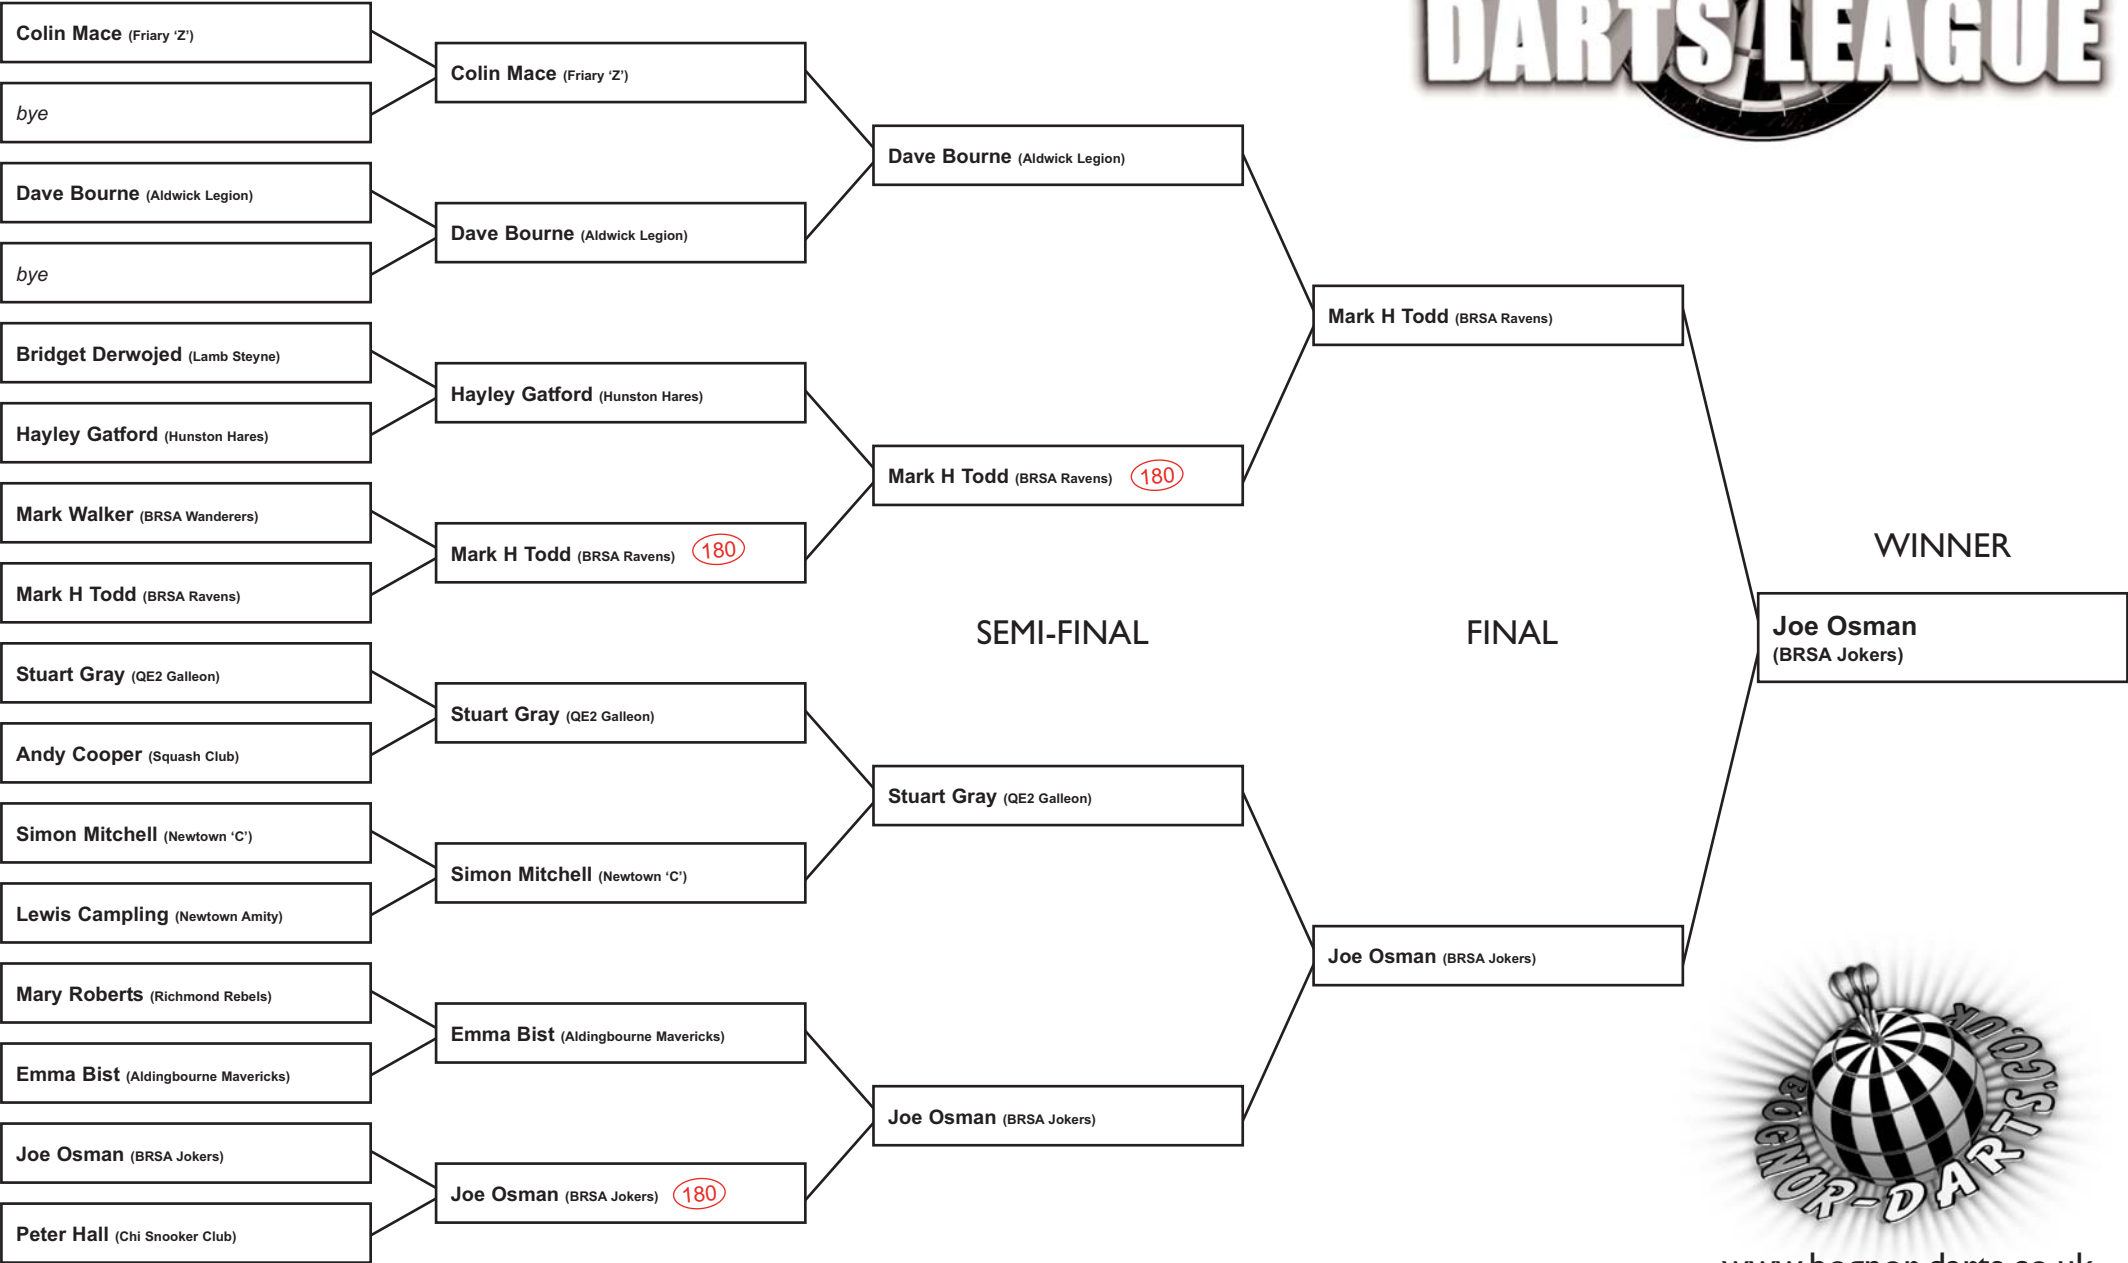 DARTS LEAGUE
Colin Mace (Friary ‘Z’)
bye
Dave Bourne (Aldwick Legion)
bye
Bridget Derwojed (Lamb Steyne)
Hayley Gatford (Hunston Hares)
Mark Walker (BRSA Wanderers)
Mark H Todd (BRSA Ravens)
Stuart Gray (QE2 Galleon)
Andy Cooper (Squash Club)
Simon Mitchell (Newtown ‘C’)
Lewis Campling (Newtown Amity)
Mary Roberts (Richmond Rebels)
Emma Bist (Aldingbourne Mavericks)
Joe Osman (BRSA Jokers)
Peter Hall (Chi Snooker Club)
Colin Mace (Friary ‘Z’)
Dave Bourne (Aldwick Legion)
Hayley Gatford (Hunston Hares)
Mark H Todd (BRSA Ravens) 180
Stuart Gray (QE2 Galleon)
Simon Mitchell (Newtown ‘C’)
Emma Bist (Aldingbourne Mavericks)
Joe Osman (BRSA Jokers) 180
Dave Bourne (Aldwick Legion)
Mark H Todd (BRSA Ravens) 180
SEMI-FINAL
Stuart Gray (QE2 Galleon)
Joe Osman (BRSA Jokers)
Mark H Todd (BRSA Ravens)
FINAL
Joe Osman (BRSA Jokers)
WINNER
Joe Osman
(BRSA Jokers)
BOGNOR-DARTS.CO.UK
www.bognor-darts.co.uk